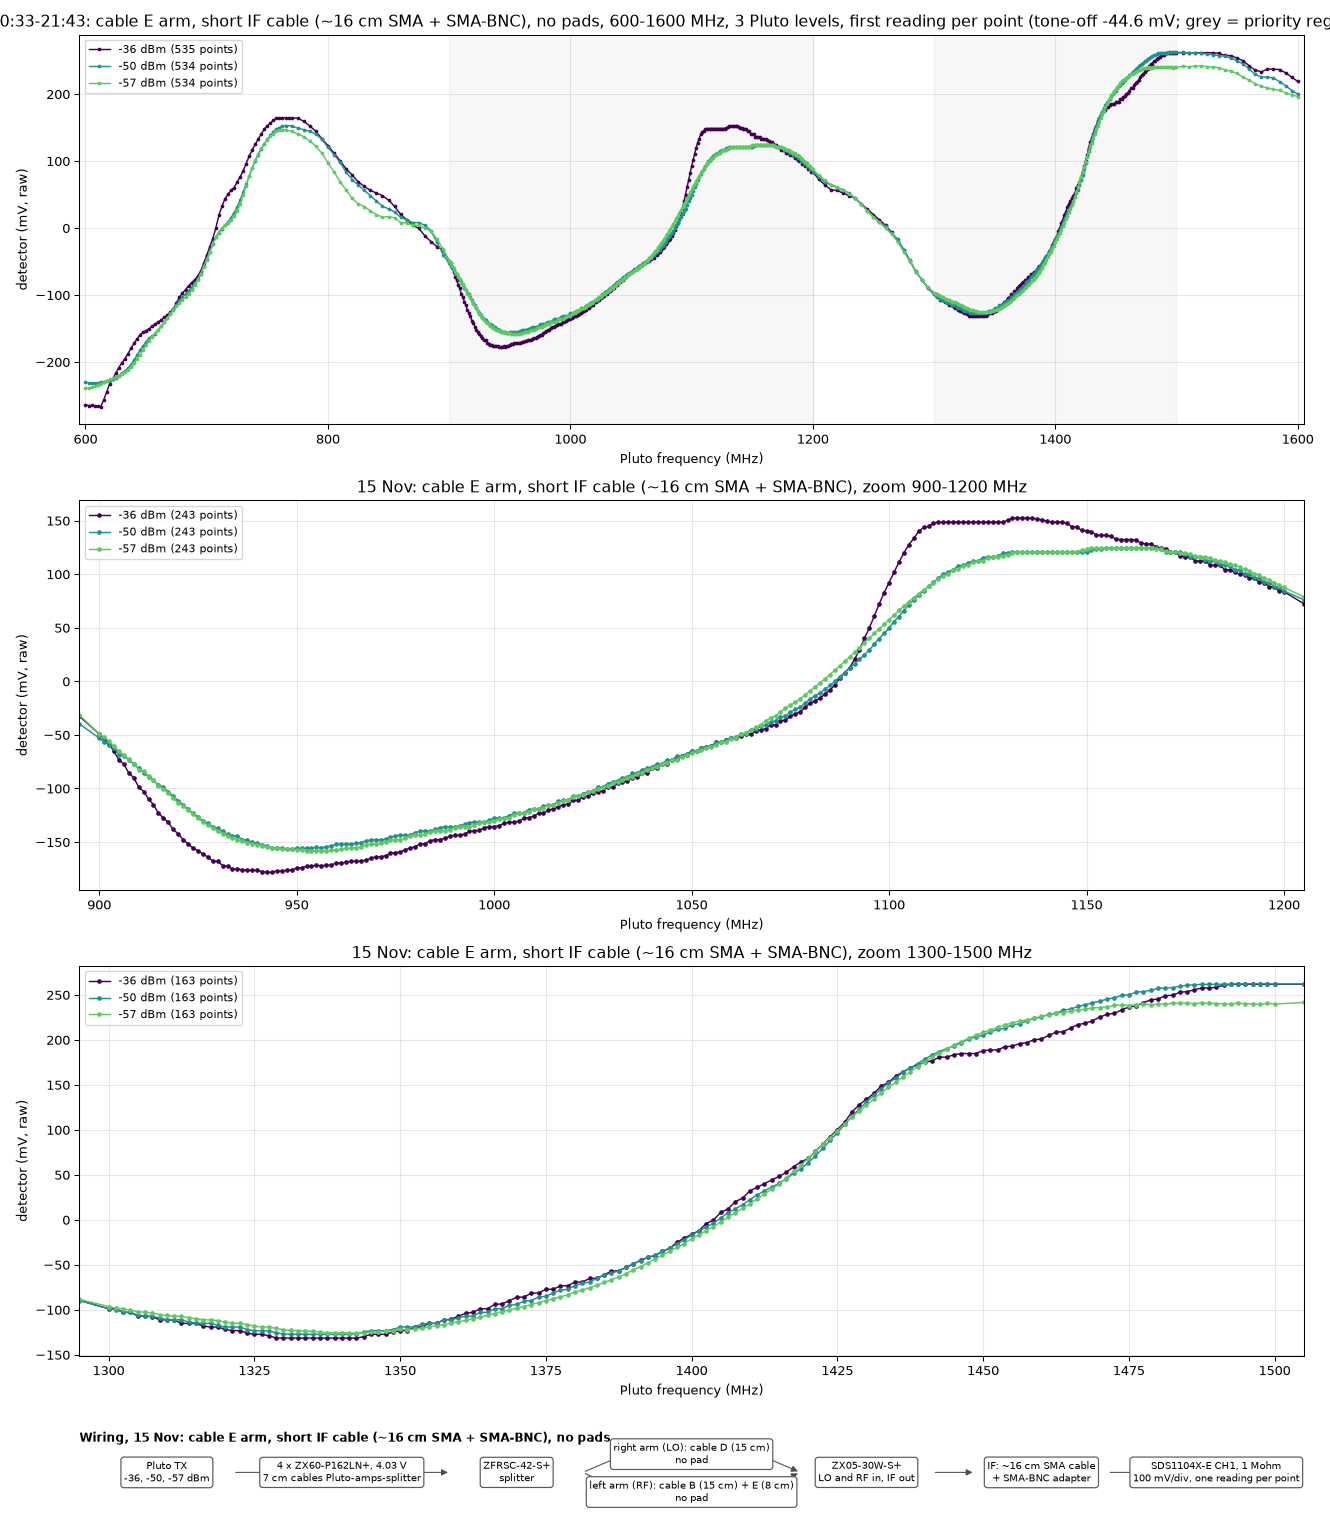 0:33-21:43: cable E arm, short IF cable (~16 cm SMA + SMA-BNC), no pads, 600-1600 MHz, 3 Pluto levels, first reading per point (tone-off -44.6 mV; grey = priority reg
-36 dBm (535 points)
-50 dBm (534 points)
-57 dBm (534 points)
200
100
0
−100
−200
detector (mV, raw)
600
800
1000
1200
1400
1600
Pluto frequency (MHz)
15 Nov: cable E arm, short IF cable (~16 cm SMA + SMA-BNC), zoom 900-1200 MHz
-36 dBm (243 points)
-50 dBm (243 points)
-57 dBm (243 points)
150
100
50
0
−50
−100
−150
detector (mV, raw)
900
950
1000
1050
1100
1150
1200
Pluto frequency (MHz)
15 Nov: cable E arm, short IF cable (~16 cm SMA + SMA-BNC), zoom 1300-1500 MHz
-36 dBm (163 points)
-50 dBm (163 points)
-57 dBm (163 points)
250
200
150
100
50
0
−50
−100
−150
detector (mV, raw)
1300
1325
1350
1375
1400
1425
1450
1475
1500
Pluto frequency (MHz)
Wiring, 15 Nov: cable E arm, short IF cable (~16 cm SMA + SMA-BNC), no pads
Pluto TX
-36, -50, -57 dBm
4 x ZX60-P162LN+, 4.03 V
7 cm cables Pluto-amps-splitter
ZFRSC-42-S+
splitter
right arm (LO): cable D (15 cm)
no pad
left arm (RF): cable B (15 cm) + E (8 cm)
no pad
ZX05-30W-S+
LO and RF in, IF out
IF: ~16 cm SMA cable
+ SMA-BNC adapter
SDS1104X-E CH1, 1 Mohm
100 mV/div, one reading per point